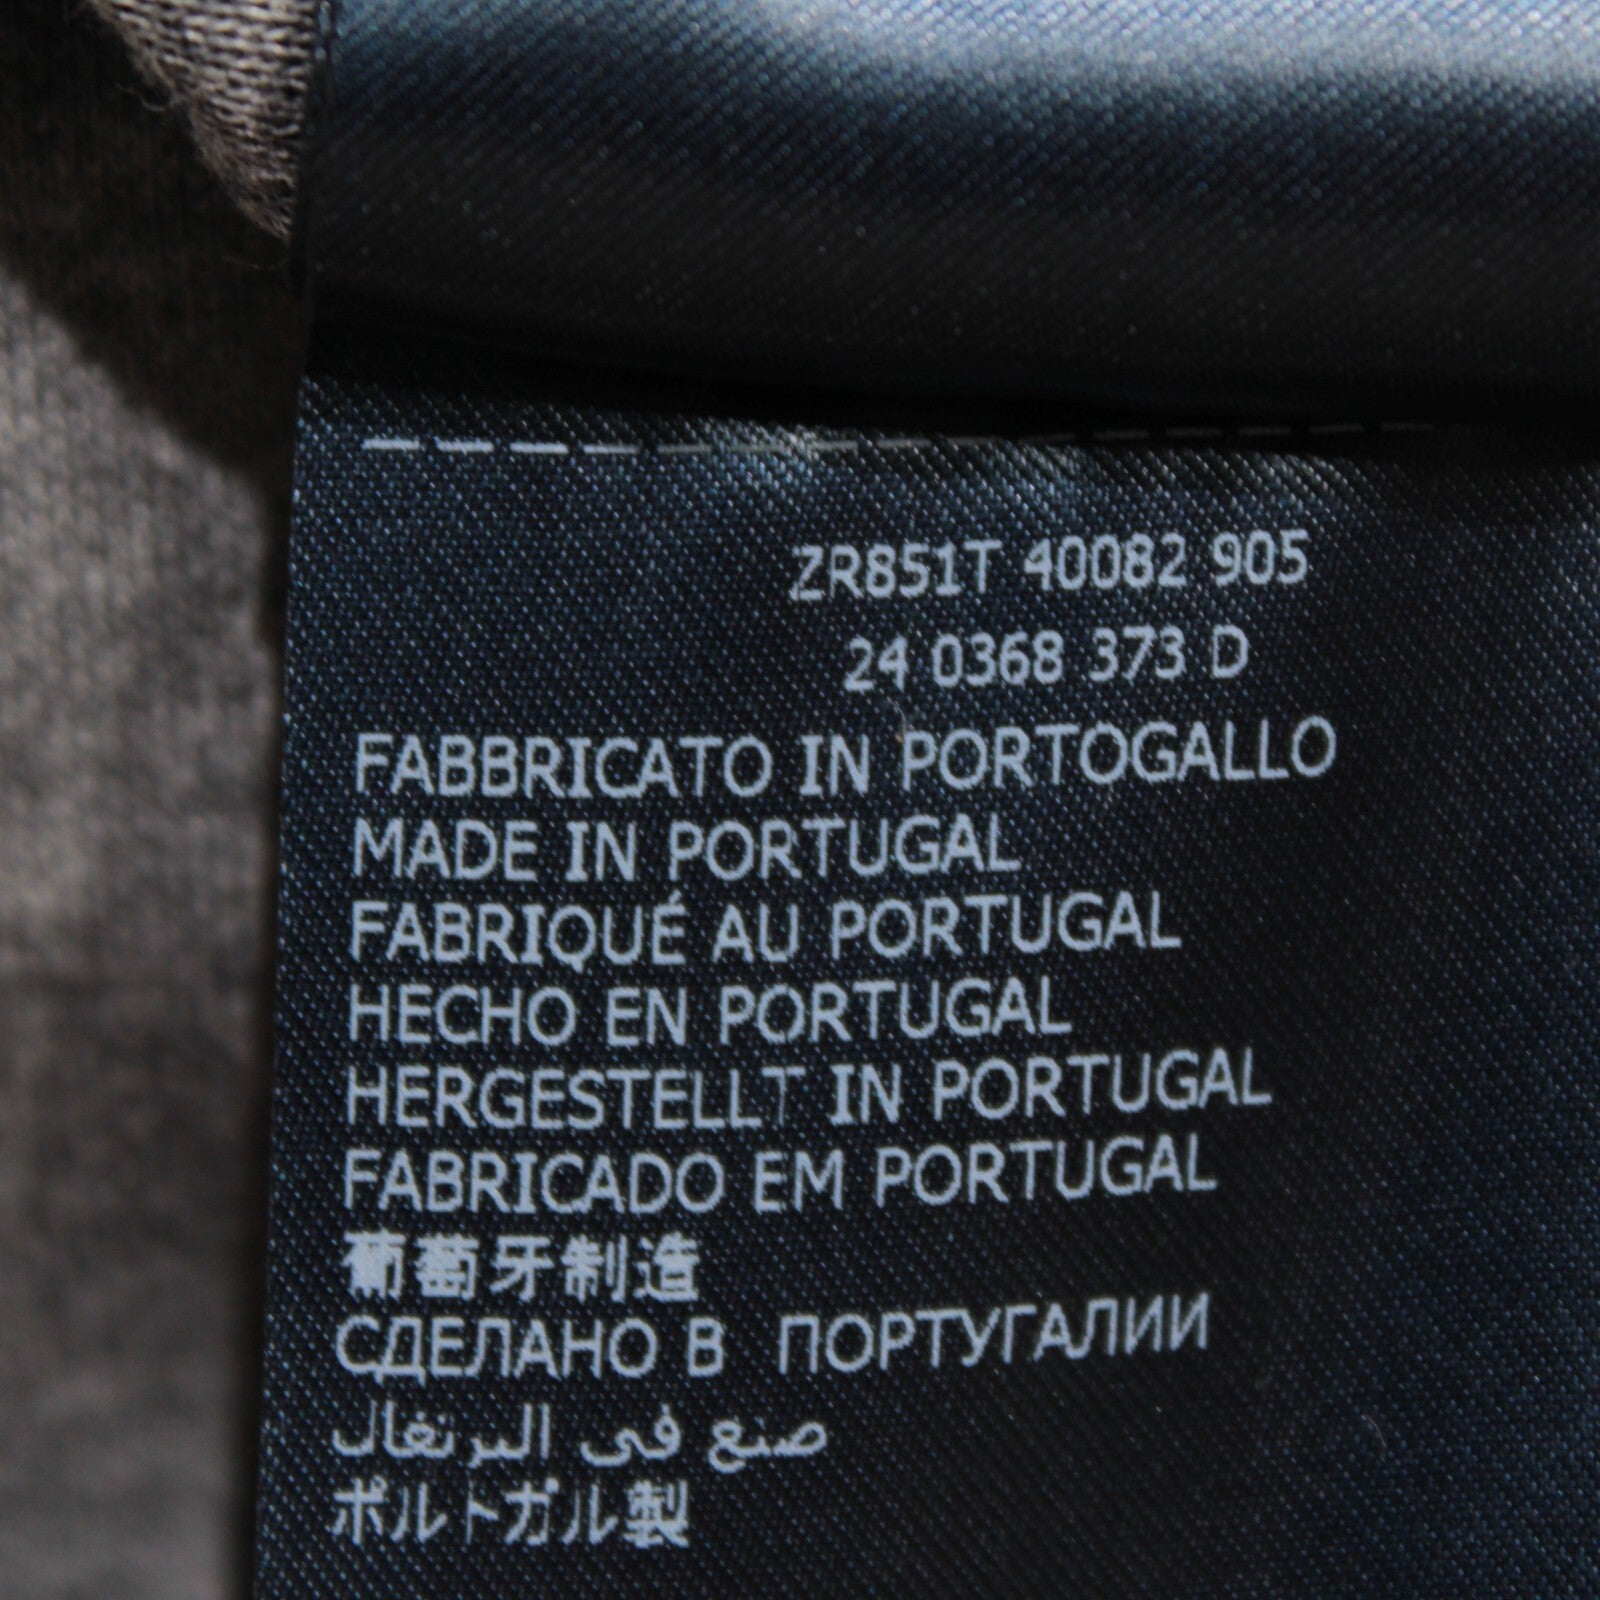 ZR851T 40082 905
24 0368 373 D
FABBRICATO IN PORTOGALLO
MADE IN PORTUGAL
FABRIQUÉ AU PORTUGAL
HECHO EN PORTUGAL
HERGESTELLT IN PORTUGAL
FABRICADO EM PORTUGAL
葡萄牙制造
СДЕЛАНО В ПОРТУГАЛИИ
صنع في البرتغال
ポルトガル製